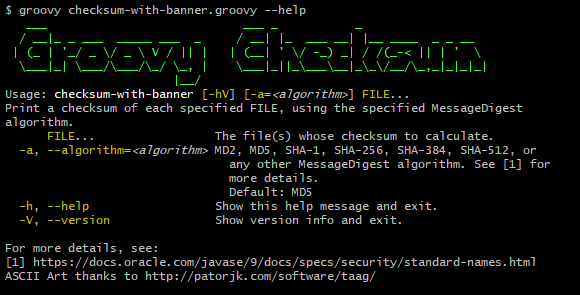 $ groovy checksum-with-banner.groovy --help
Groovy Checksum
Usage: checksum-with-banner [-hV] [-a=<algorithm>] FILE...
Print a checksum of each specified FILE, using the specified MessageDigest
algorithm.
FILE... The file(s) whose checksum to calculate.
-a, --algorithm=<algorithm> MD2, MD5, SHA-1, SHA-256, SHA-384, SHA-512, or
any other MessageDigest algorithm. See [1] for
more details.
Default: MD5
-h, --help Show this help message and exit.
-V, --version Show version info and exit.
For more details, see:
[1] https://docs.oracle.com/javase/9/docs/specs/security/standard-names.html
ASCII Art thanks to http://patorjk.com/software/taag/